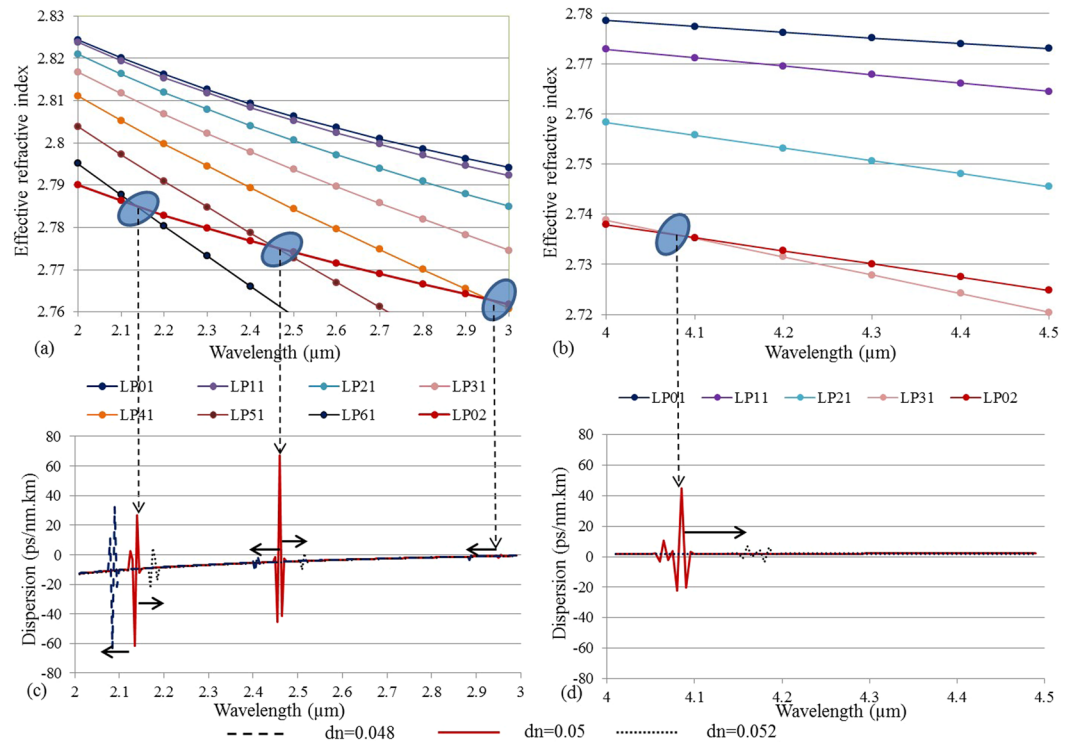 (a)
Effective refractive index
2.83
2.82
2.81
2.8
2.79
2.78
2.77
2.76
2 2.1 2.2 2.3 2.4 2.5 2.6 2.7 2.8 2.9 3
Wavelength (µm)
LP01 LP11 LP21 LP31
LP41 LP51 LP61 LP02
(b)
Effective refractive index
2.78
2.77
2.76
2.75
2.74
2.73
2.72
4 4.1 4.2 4.3 4.4 4.5
Wavelength (µm)
LP01 LP11 LP21 LP31 LP02
(c)
Dispersion (ps/nm.km)
80
60
40
20
0
-20
-40
-60
-80
2 2.1 2.2 2.3 2.4 2.5 2.6 2.7 2.8 2.9 3
Wavelength (µm)
(d)
Dispersion (ps/nm.km)
80
60
40
20
0
-20
-40
-60
-80
4 4.1 4.2 4.3 4.4 4.5
Wavelength (µm)
dn=0.048 dn=0.05 dn=0.052